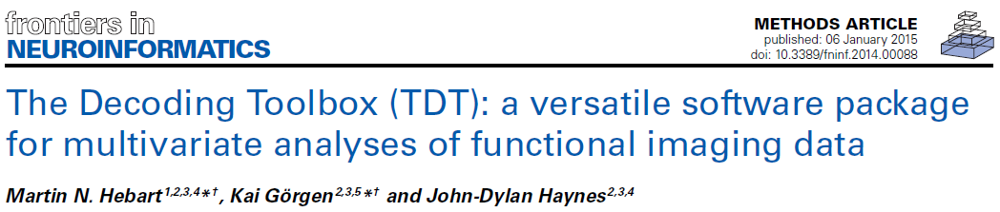 frontiers in
NEUROINFORMATICS
METHODS ARTICLE
published: 06 January 2015
doi: 10.3389/fninf.2014.00088
The Decoding Toolbox (TDT): a versatile software package
for multivariate analyses of functional imaging data
Martin N. Hebart1,2,3,4*†, Kai Görgen2,3,5*† and John-Dylan Haynes2,3,4